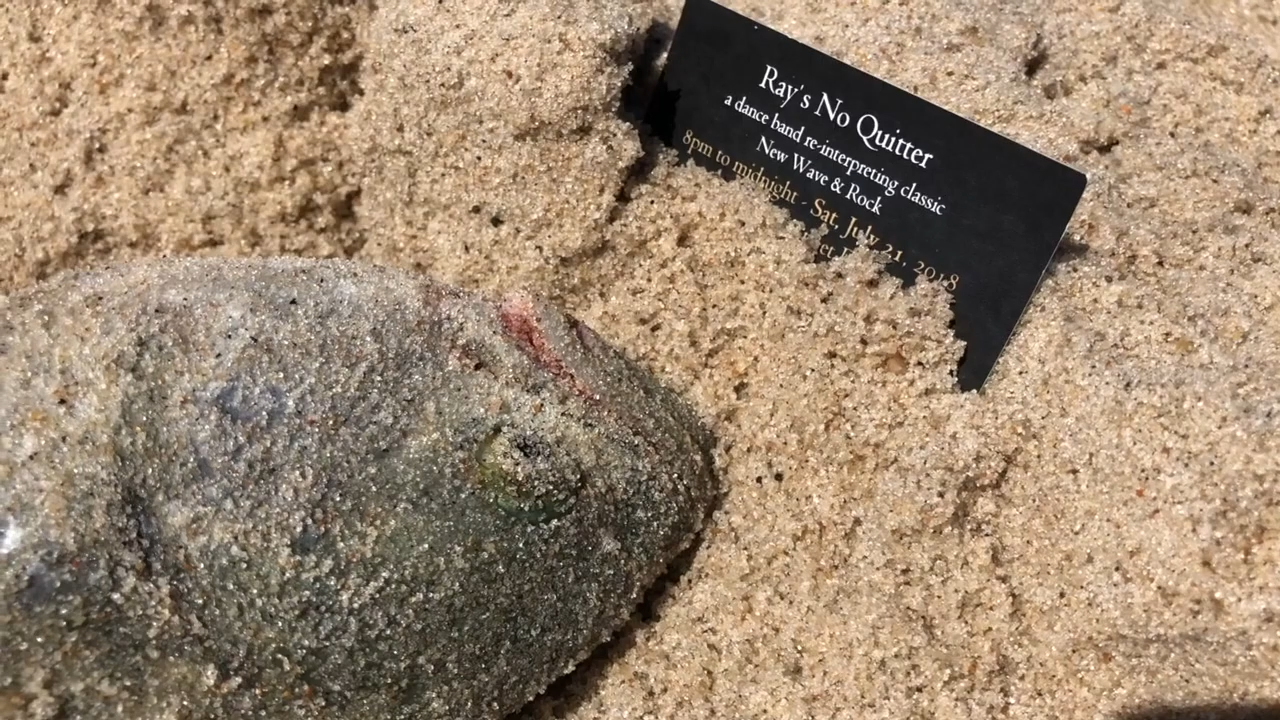 Ray's No Quitter
a dance band re-interpreting classic
New Wave & Rock
8pm to midnight - Sat, July 21, 2018